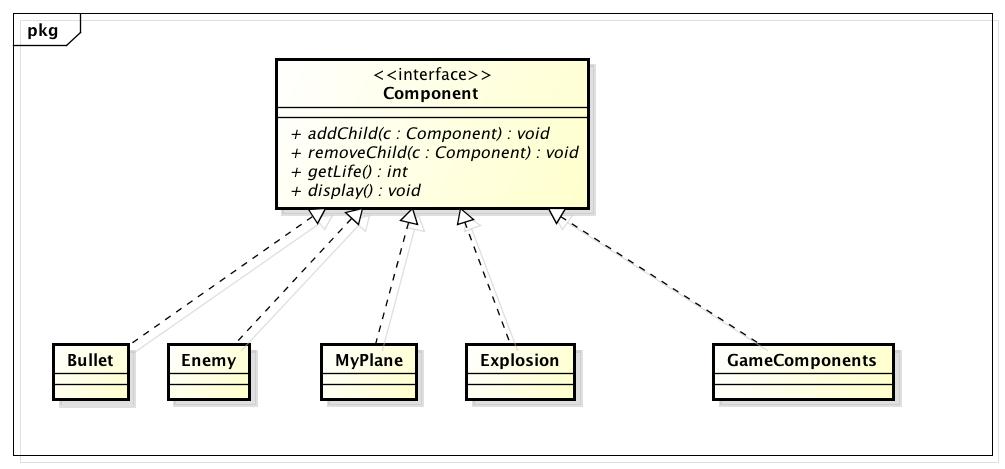 pkg
<<interface>>
Component
+ addChild(c : Component) : void
+ removeChild(c : Component) : void
+ getLife() : int
+ display() : void
Bullet
Enemy
MyPlane
Explosion
GameComponents